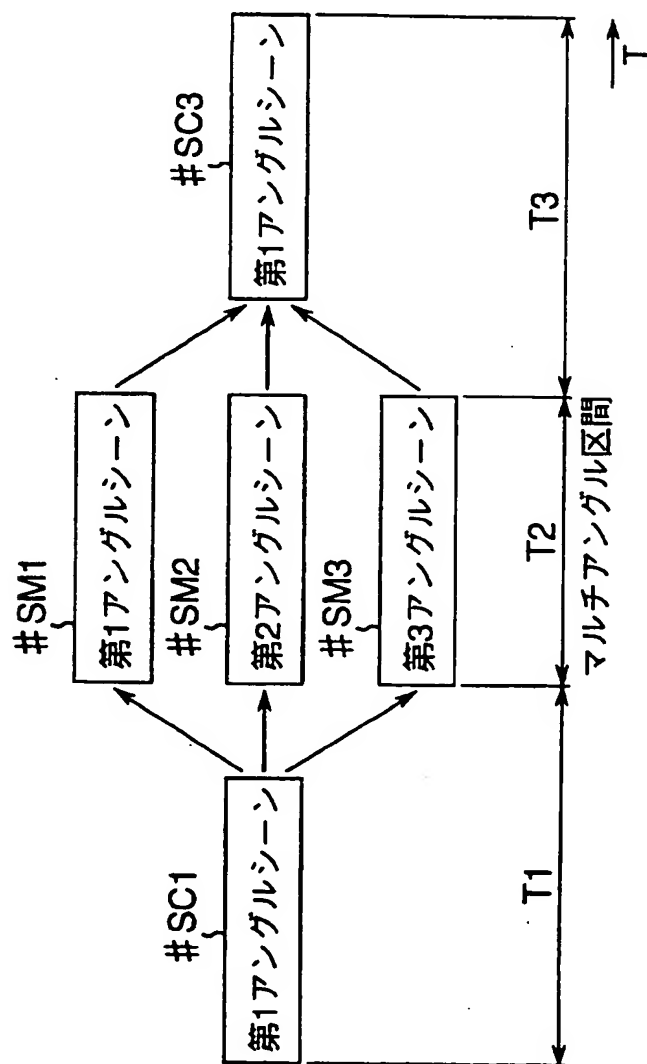 #SC1
第1アングルシーン
#SM1
第1アングルシーン
#SM2
第2アングルシーン
#SM3
第3アングルシーン
#SC3
第1アングルシーン
T1
T2
T3
マルチアングル区間
T